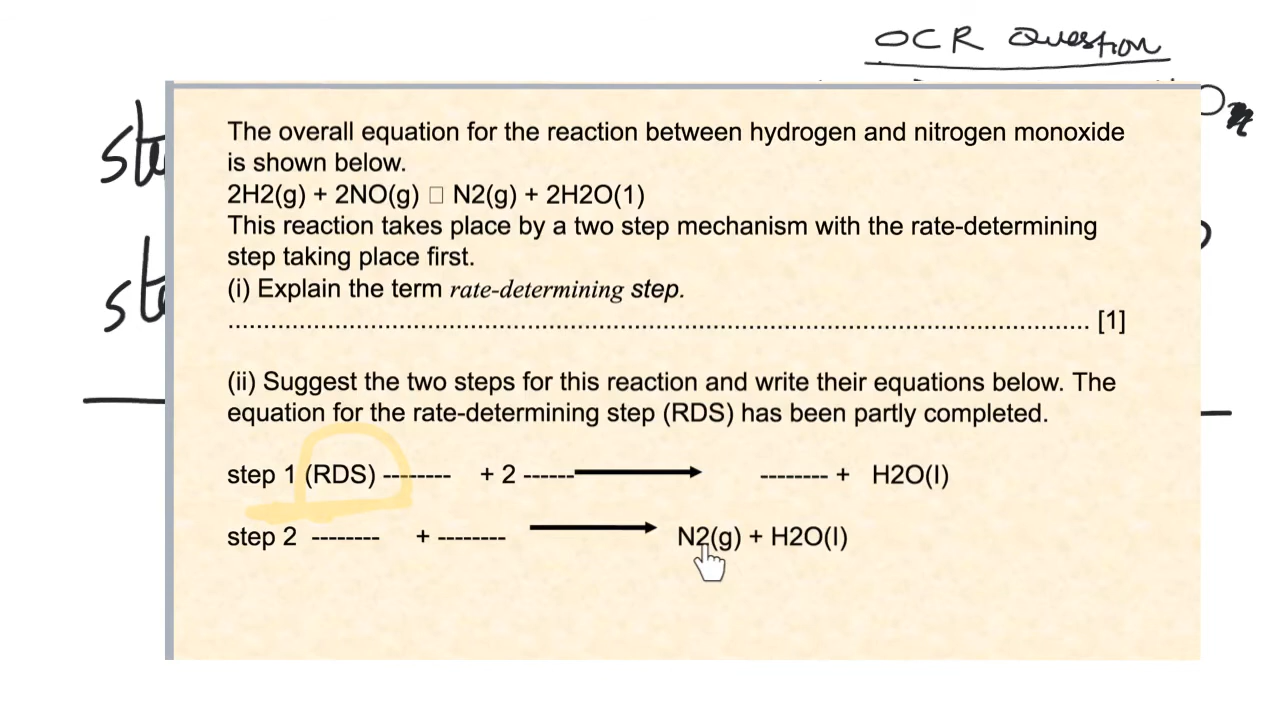 OCR Question
The overall equation for the reaction between hydrogen and nitrogen monoxide
is shown below.
2H2(g) + 2NO(g) □ N2(g) + 2H2O(1)
This reaction takes place by a two step mechanism with the rate-determining
step taking place first.
(i) Explain the term rate-determining step.
........................................................................................................................ [1]
(ii) Suggest the two steps for this reaction and write their equations below. The
equation for the rate-determining step (RDS) has been partly completed.
step 1 (RDS) -------- + 2 ------ → -------- + H2O(l)
step 2 -------- + -------- → N2(g) + H2O(l)